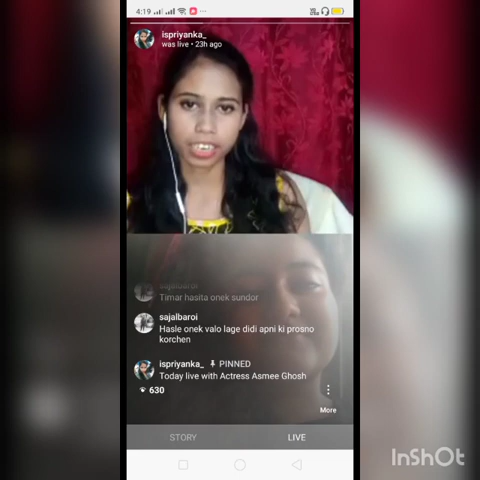 4:19
ispriyanka_
was live • 23h ago
sajalbaroi
Timar hasita onek sundor
sajalbaroi
Hasle onek valo lage didi apni ki prosno
korchen
ispriyanka_ PINNED
Today live with Actress Asmee Ghosh
630
More
STORY LIVE
InShOt